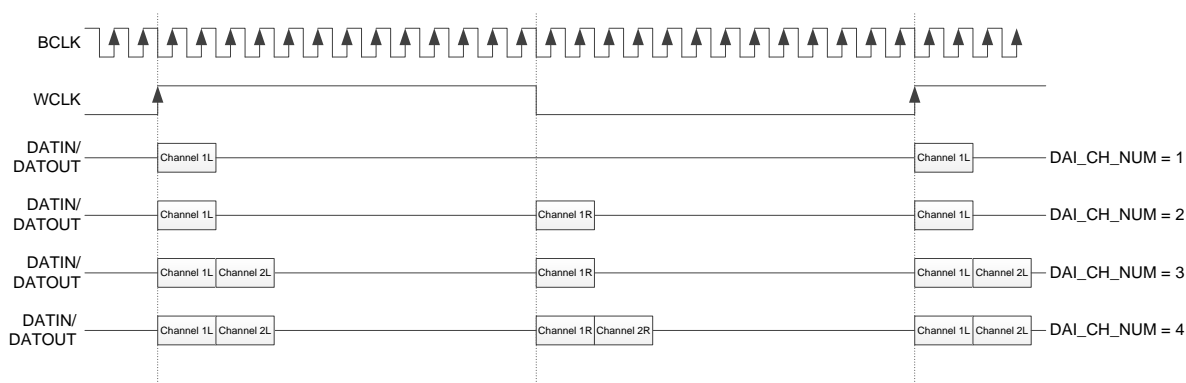 BCLK
WCLK
DATIN/
DATOUT
Channel 1L
Channel 1L
DAI_CH_NUM = 1
DATIN/
DATOUT
Channel 1L
Channel 1R
Channel 1L
DAI_CH_NUM = 2
DATIN/
DATOUT
Channel 1L
Channel 2L
Channel 1R
Channel 1L
Channel 2L
DAI_CH_NUM = 3
DATIN/
DATOUT
Channel 1L
Channel 2L
Channel 1R
Channel 2R
Channel 1L
Channel 2L
DAI_CH_NUM = 4